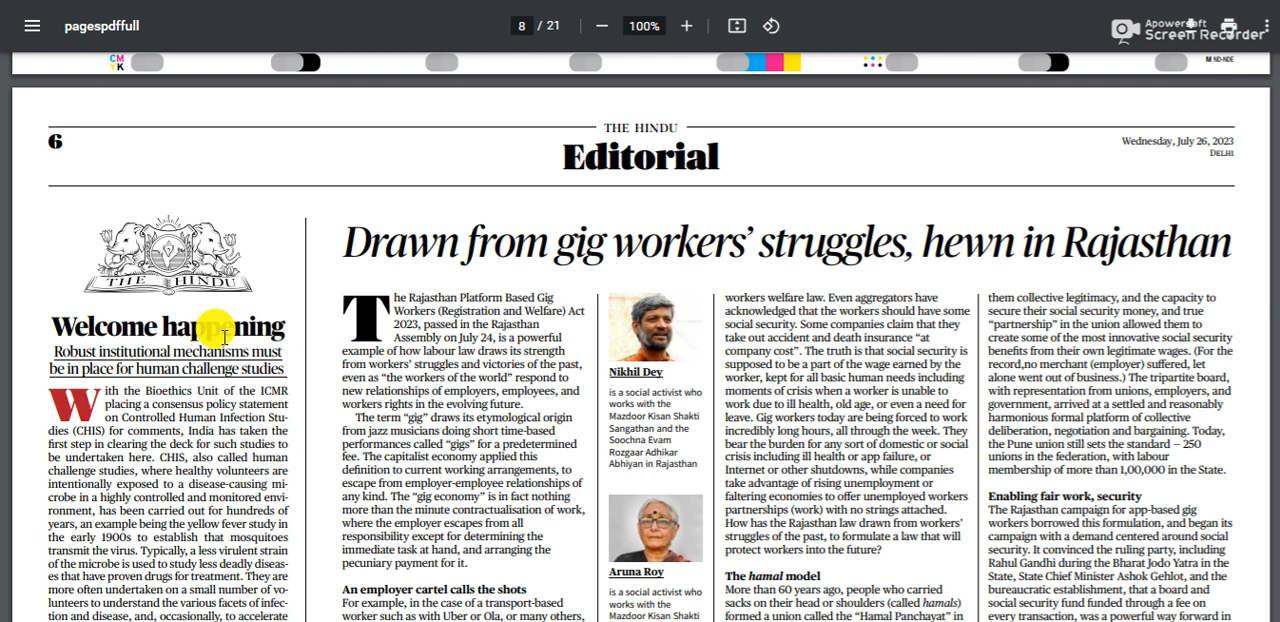 pagespdffull
8 / 21
100%
Apowersoft
Screen Recorder
CM
YK
M ND-NDE
6
THE HINDU
Editorial
Wednesday, July 26, 2023
DELHI
THE HINDU
Welcome happening
Robust institutional mechanisms must
be in place for human challenge studies
With the Bioethics Unit of the ICMR
placing a consensus policy statement
on Controlled Human Infection Stu-
dies (CHIS) for comments, India has taken the
first step in clearing the deck for such studies to
be undertaken here. CHIS, also called human
challenge studies, where healthy volunteers are
intentionally exposed to a disease-causing mi-
crobe in a highly controlled and monitored envi-
ronment, has been carried out for hundreds of
years, an example being the yellow fever study in
the early 1900s to establish that mosquitoes
transmit the virus. Typically, a less virulent strain
of the microbe is used to study less deadly diseas-
es that have proven drugs for treatment. They are
more often undertaken on a small number of vo-
lunteers to understand the various facets of infec-
tion and disease, and, occasionally, to accelerate
Drawn from gig workers' struggles, hewn in Rajasthan
The Rajasthan Platform Based Gig
Workers (Registration and Welfare) Act
2023, passed in the Rajasthan
Assembly on July 24, is a powerful
example of how labour law draws its strength
from workers' struggles and victories of the past,
even as "the workers of the world" respond to
new relationships of employers, employees, and
workers rights in the evolving future.
The term "gig" draws its etymological origin
from jazz musicians doing short time-based
performances called "gigs" for a predetermined
fee. The capitalist economy applied this
definition to current working arrangements, to
escape from employer-employee relationships of
any kind. The "gig economy" is in fact nothing
more than the minute contractualisation of work,
where the employer escapes from all
responsibility except for determining the
immediate task at hand, and arranging the
pecuniary payment for it.
An employer cartel calls the shots
For example, in the case of a transport-based
worker such as with Uber or Ola, or many others,
Nikhil Dey
is a social activist who
works with the
Mazdoor Kisan Shakti
Sangathan and the
Soochna Evam
Rozgaar Adhikar
Abhiyan in Rajasthan
Aruna Roy
is a social activist who
works with the
Mazdoor Kisan Shakti
workers welfare law. Even aggregators have
acknowledged that the workers should have some
social security. Some companies claim that they
take out accident and death insurance "at
company cost". The truth is that social security is
supposed to be a part of the wage earned by the
worker, kept for all basic human needs including
moments of crisis when a worker is unable to
work due to ill health, old age, or even a need for
leave. Gig workers today are being forced to work
incredibly long hours, all through the week. They
bear the burden for any sort of domestic or social
crisis including ill health or app failure, or
Internet or other shutdowns, while companies
take advantage of rising unemployment or
faltering economies to offer unemployed workers
partnerships (work) with no strings attached.
How has the Rajasthan law drawn from workers'
struggles of the past, to formulate a law that will
protect workers into the future?
The hamal model
More than 60 years ago, people who carried
sacks on their head or shoulders (called hamals)
formed a union called the "Hamal Panchayat" in
them collective legitimacy, and the capacity to
secure their social security money, and true
"partnership" in the union allowed them to
create some of the most innovative social security
benefits from their own legitimate wages. (For the
record,no merchant (employer) suffered, let
alone went out of business.) The tripartite board,
with representation from unions, employers, and
government, arrived at a settled and reasonably
harmonious formal platform of collective
deliberation, negotiation and bargaining. Today,
the Pune union still sets the standard – 250
unions in the federation, with labour
membership of more than 1,00,000 in the State.
Enabling fair work, security
The Rajasthan campaign for app-based gig
workers borrowed this formulation, and began its
campaign with a demand centered around social
security. It convinced the ruling party, including
Rahul Gandhi during the Bharat Jodo Yatra in the
State, State Chief Minister Ashok Gehlot, and the
bureaucratic establishment, that a board and
social security fund funded through a fee on
every transaction, was a powerful way forward in